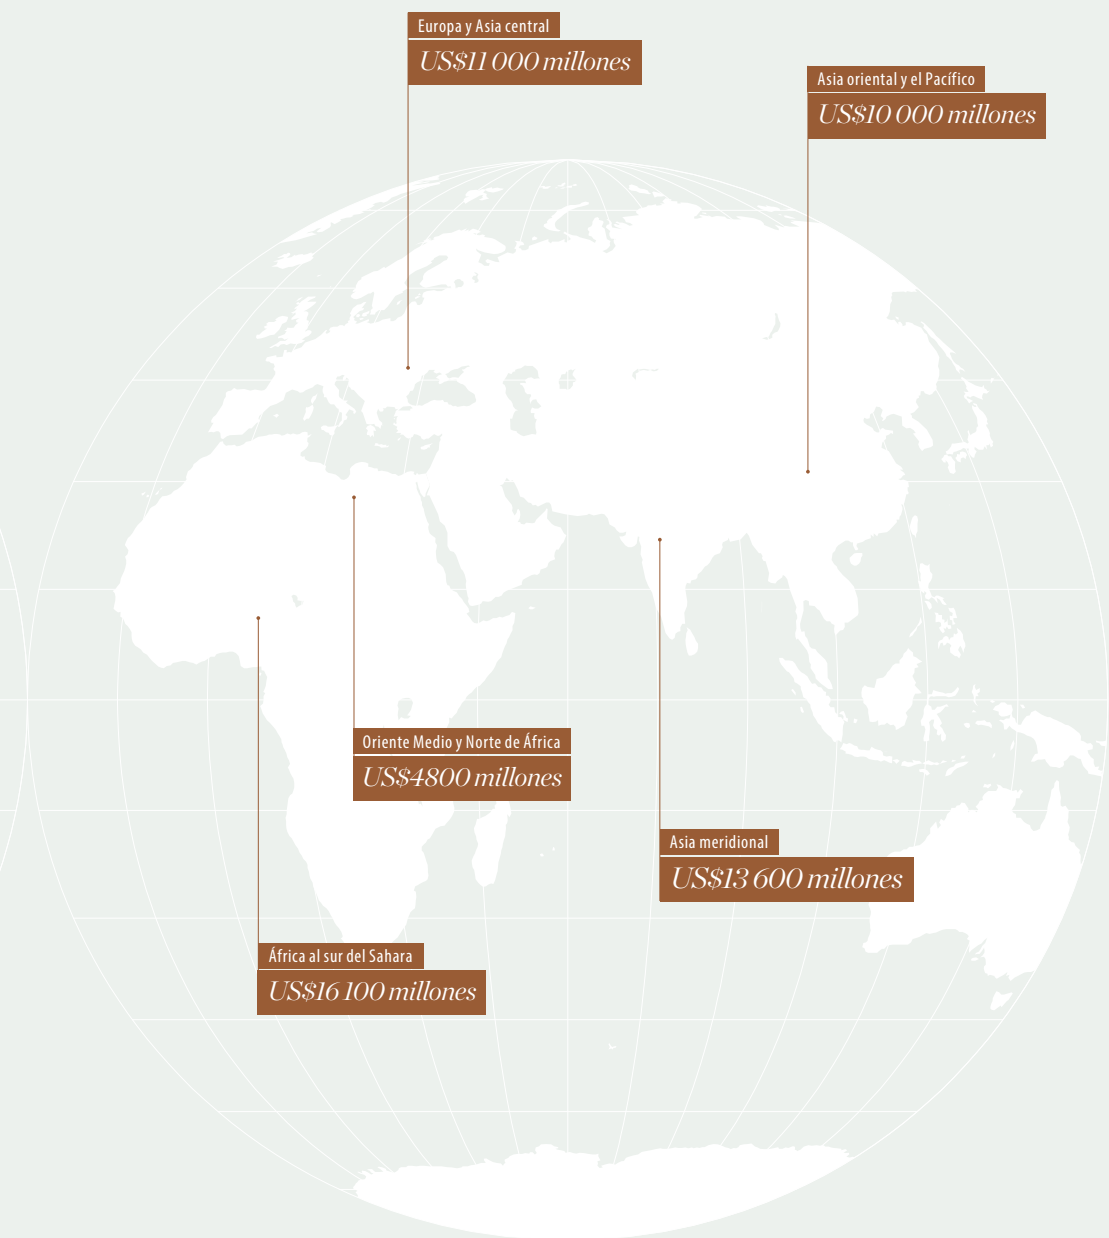 Europa y Asia central
US$11 000 millones
Asia oriental y el Pacífico
US$10 000 millones
Oriente Medio y Norte de África
US$4800 millones
Asia meridional
US$13 600 millones
África al sur del Sahara
US$16 100 millones